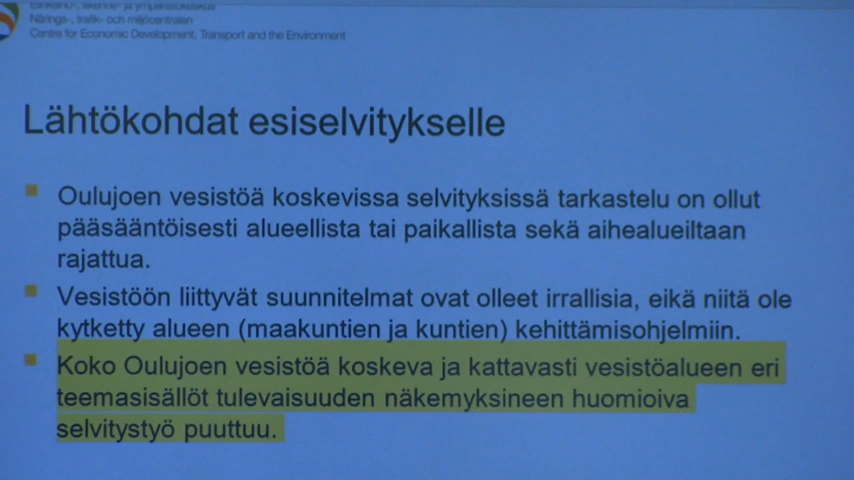 Närings-, trafik- och miljöcentralen
Centre for Economic Development, Transport and the Environment
Lähtökohdat esiselvitykselle
Oulujoen vesistöä koskevissa selvityksissä tarkastelu on ollut
pääsääntöisesti alueellista tai paikallista sekä aihealueiltaan
rajattua.
Vesistöön liittyvät suunnitelmat ovat olleet irrallisia, eikä niitä ole
kytketty alueen (maakuntien ja kuntien) kehittämisohjelmiin.
Koko Oulujoen vesistöä koskeva ja kattavasti vesistöalueen eri
teemasisällöt tulevaisuuden näkemyksineen huomioiva
selvitystyö puuttuu.